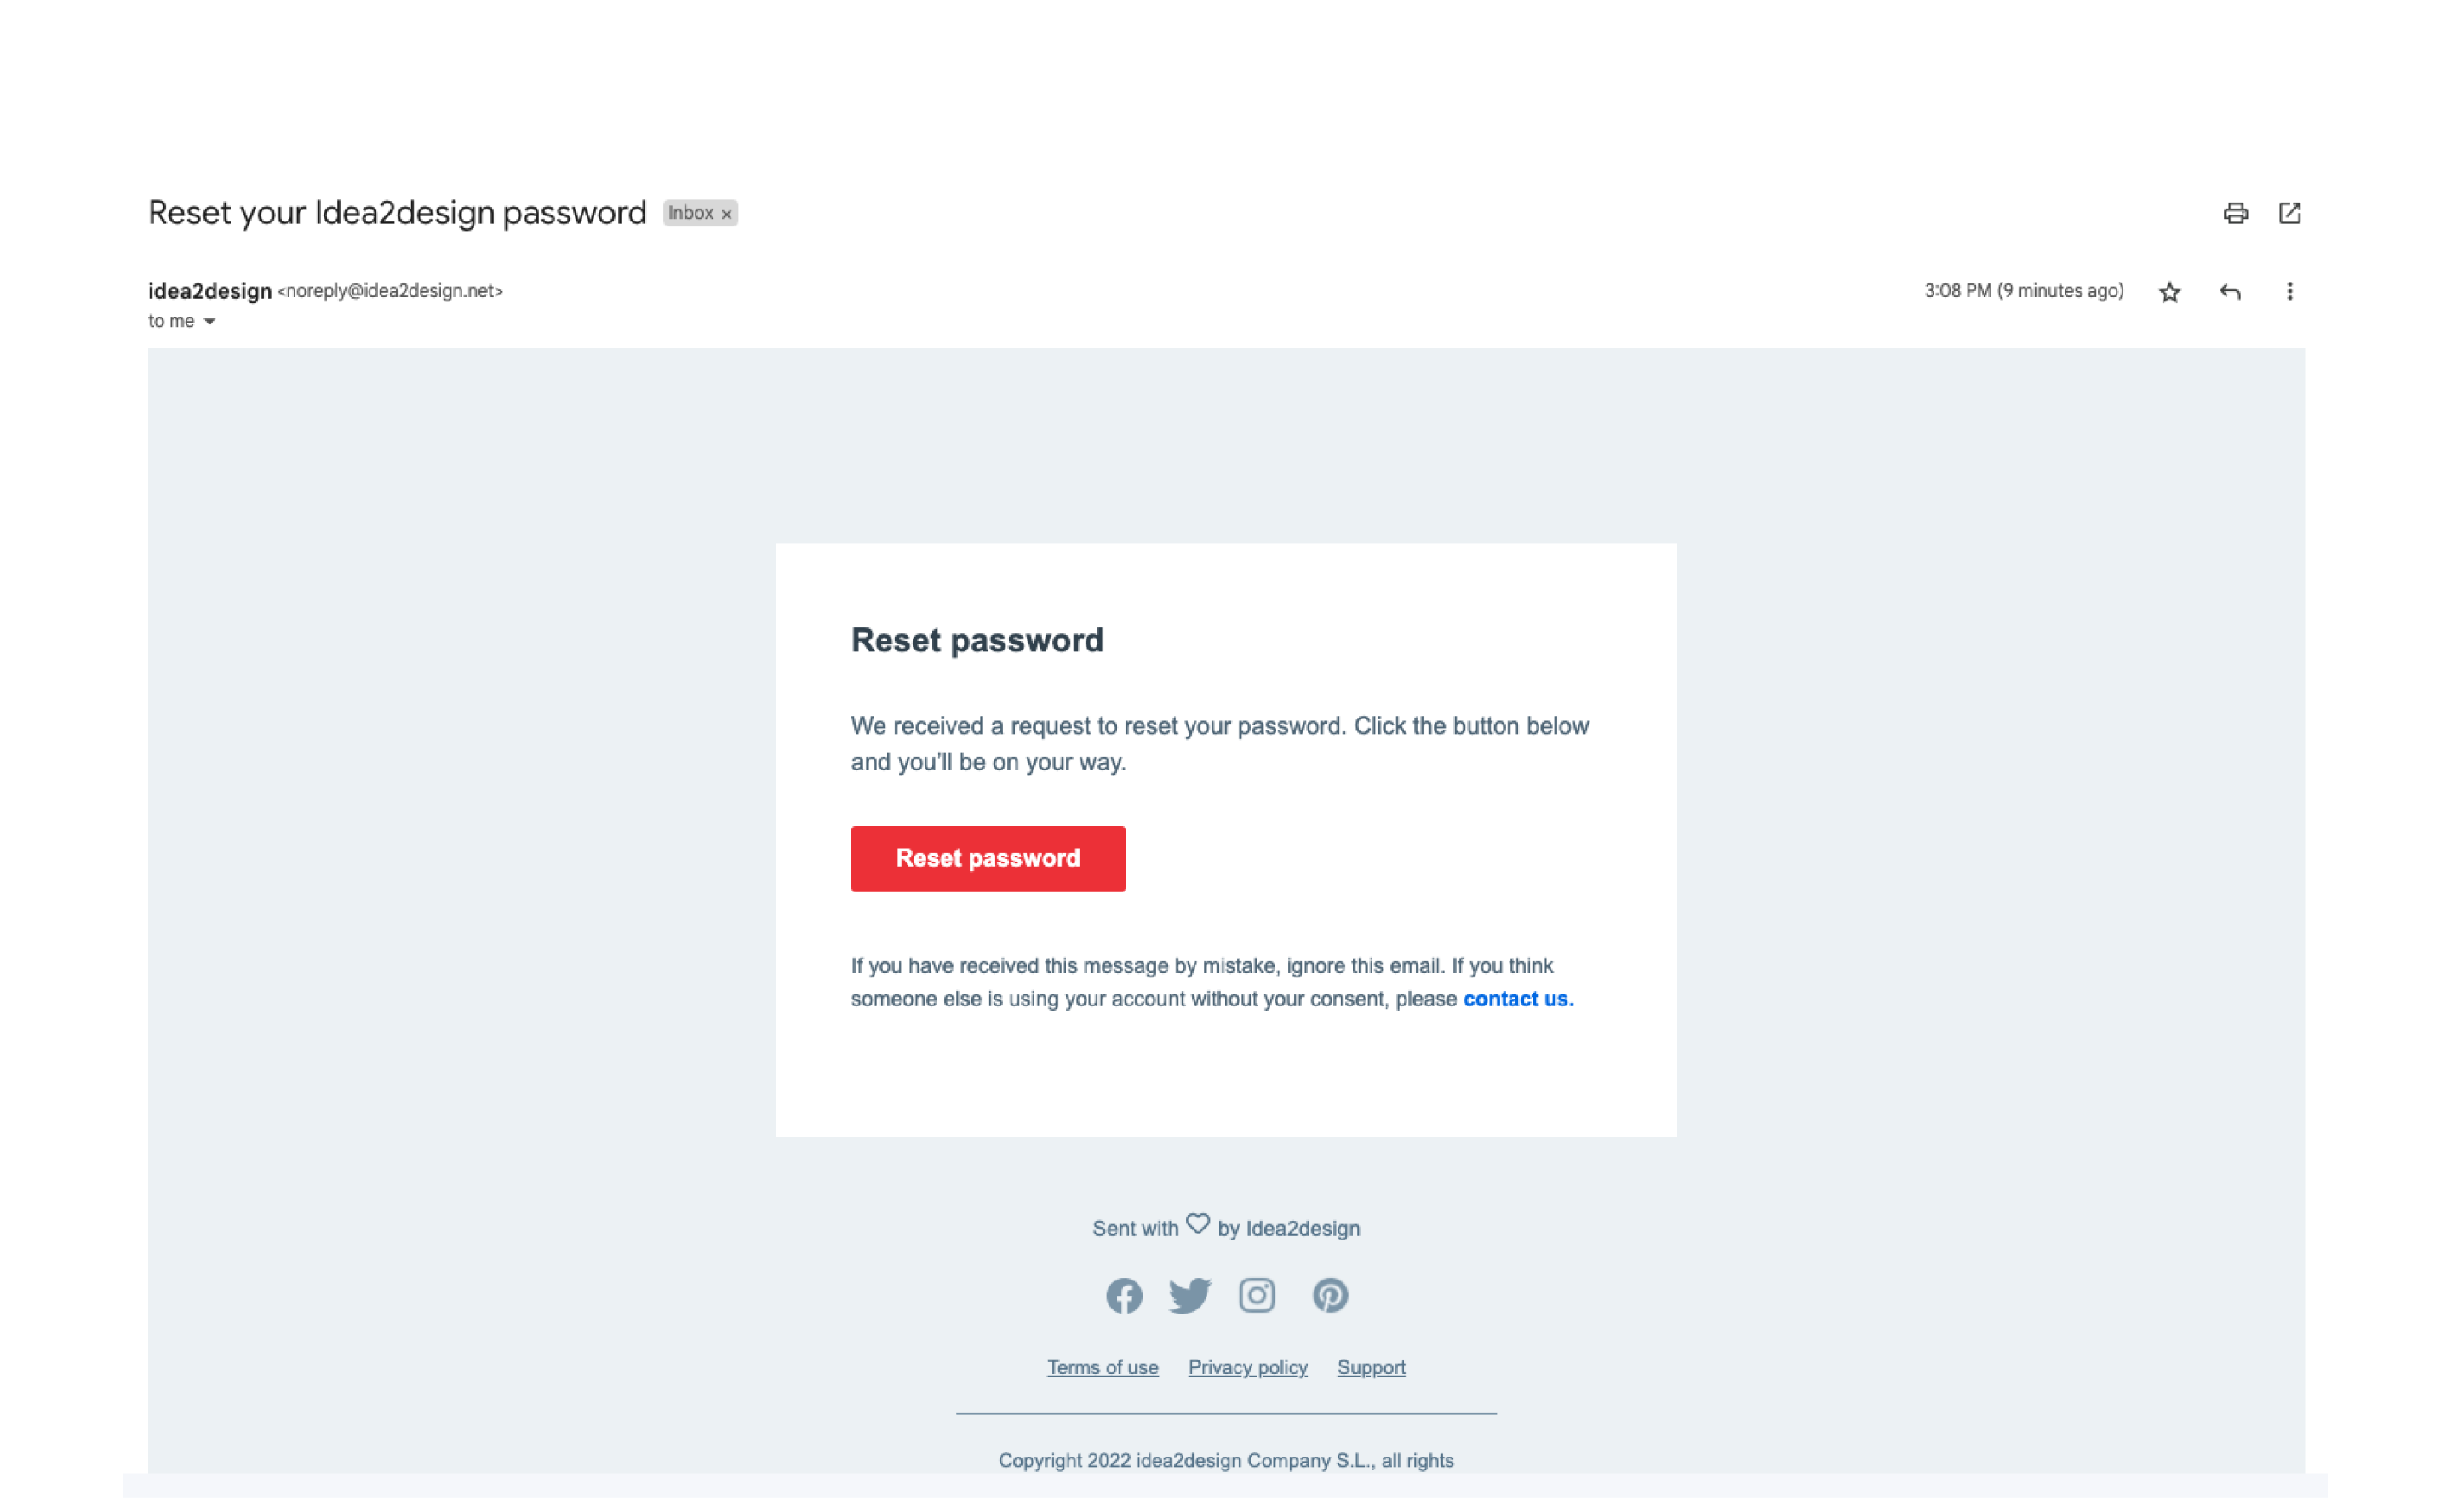 Reset your Idea2design password Inbox ×
idea2design <noreply@idea2design.net> 3:08 PM (9 minutes ago)
to me
Reset password
We received a request to reset your password. Click the button below
and you'll be on your way.
Reset password
If you have received this message by mistake, ignore this email. If you think
someone else is using your account without your consent, please contact us.
Sent with by Idea2design
Terms of use Privacy policy Support
Copyright 2022 idea2design Company S.L., all rights